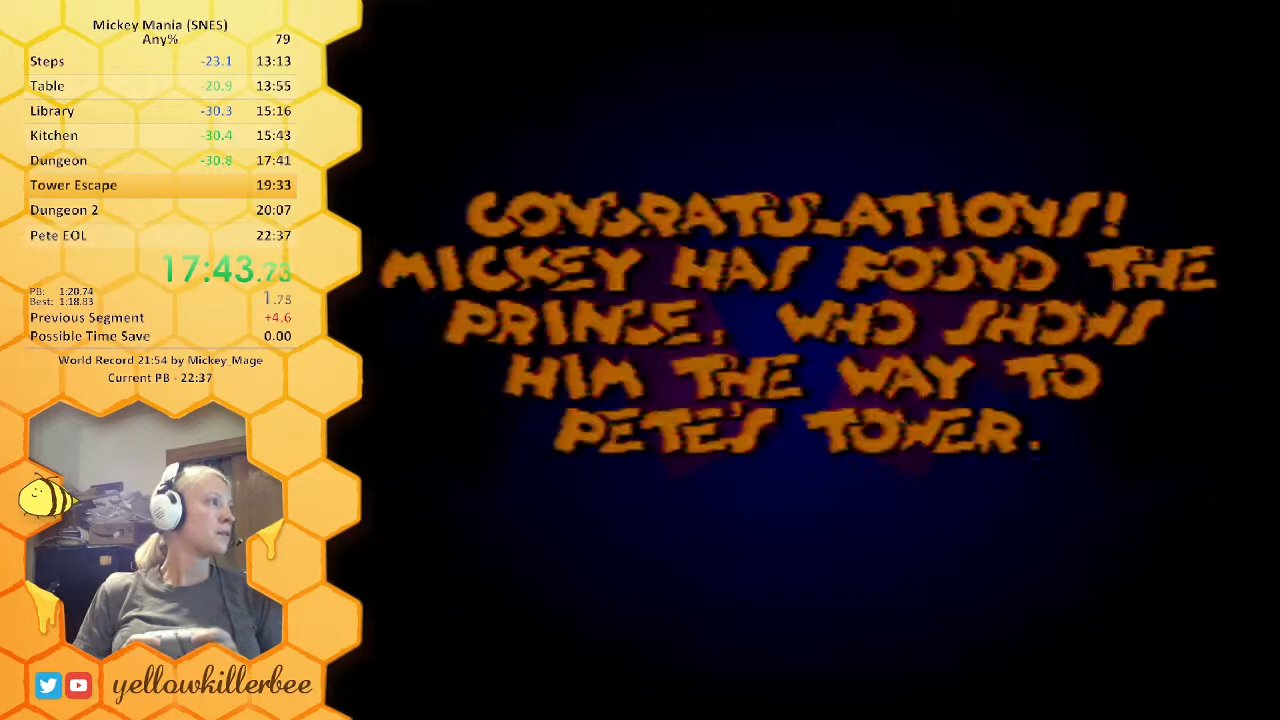 Mickey Mania (SNES)
Any% 79
Steps -23.1 13:13
Table -20.9 13:55
Library -30.3 15:16
Kitchen -30.4 15:43
Dungeon -30.8 17:41
Tower Escape 19:33
Dungeon 2 20:07
Pete EOL 22:37
17:43.73
PB: 1:20.74 1.73
Best: 1:18.83
Previous Segment +4.6
Possible Time Save 0.00
World Record 21:54 by Mickey_Mage
Current PB - 22:37
yellowkillerbee
CONGRATULATIONS!
MICKEY HAS FOUND THE
PRINCE, WHO SHOWS
HIM THE WAY TO
PETE'S TOWER.